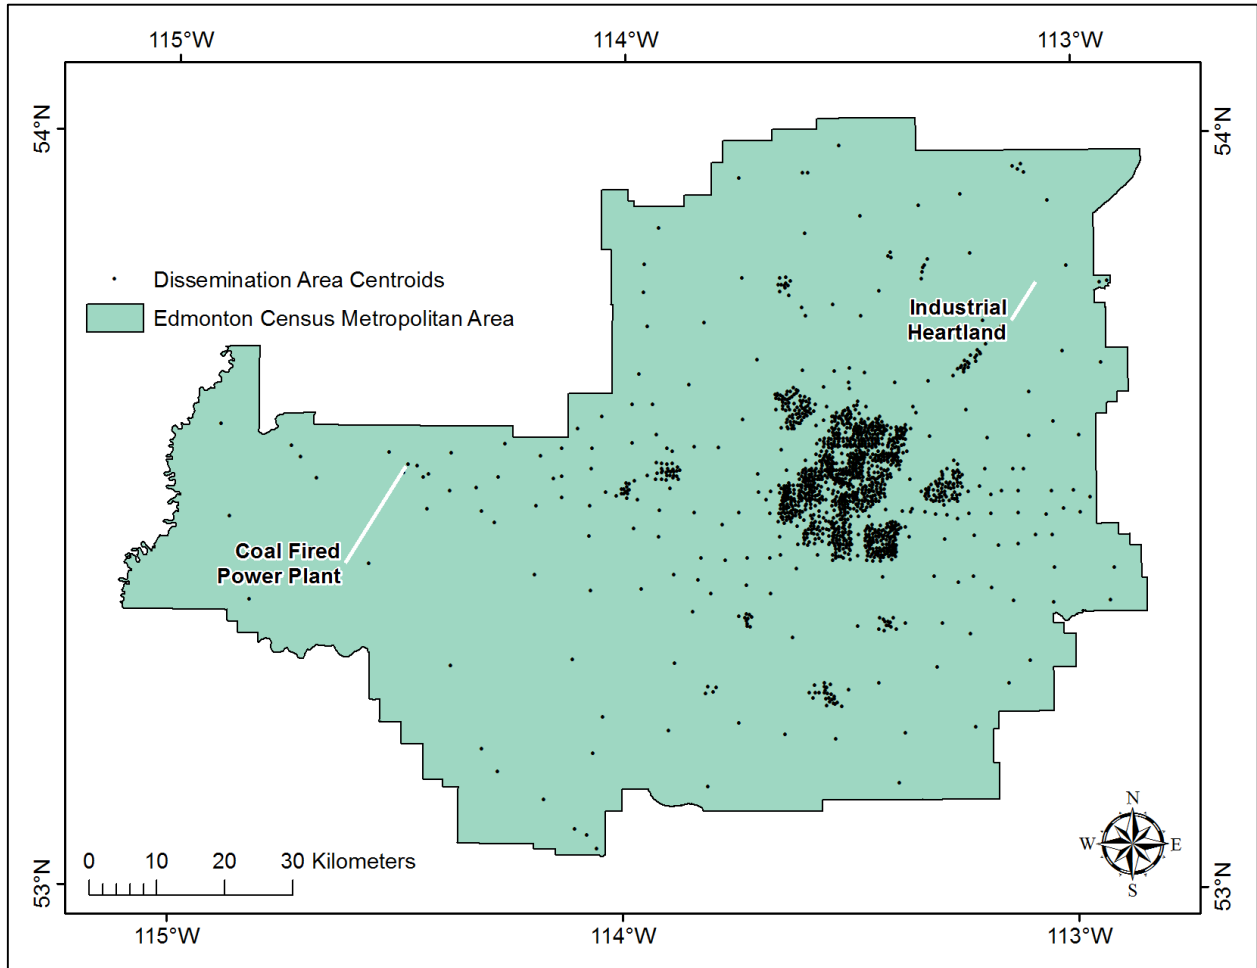 115°W 114°W 113°W
54°N
54°N
Dissemination Area Centroids
Edmonton Census Metropolitan Area
Industrial
Heartland
Coal Fired
Power Plant
N
W E
S
0 10 20 30 Kilometers
53°N
53°N
115°W 114°W 113°W